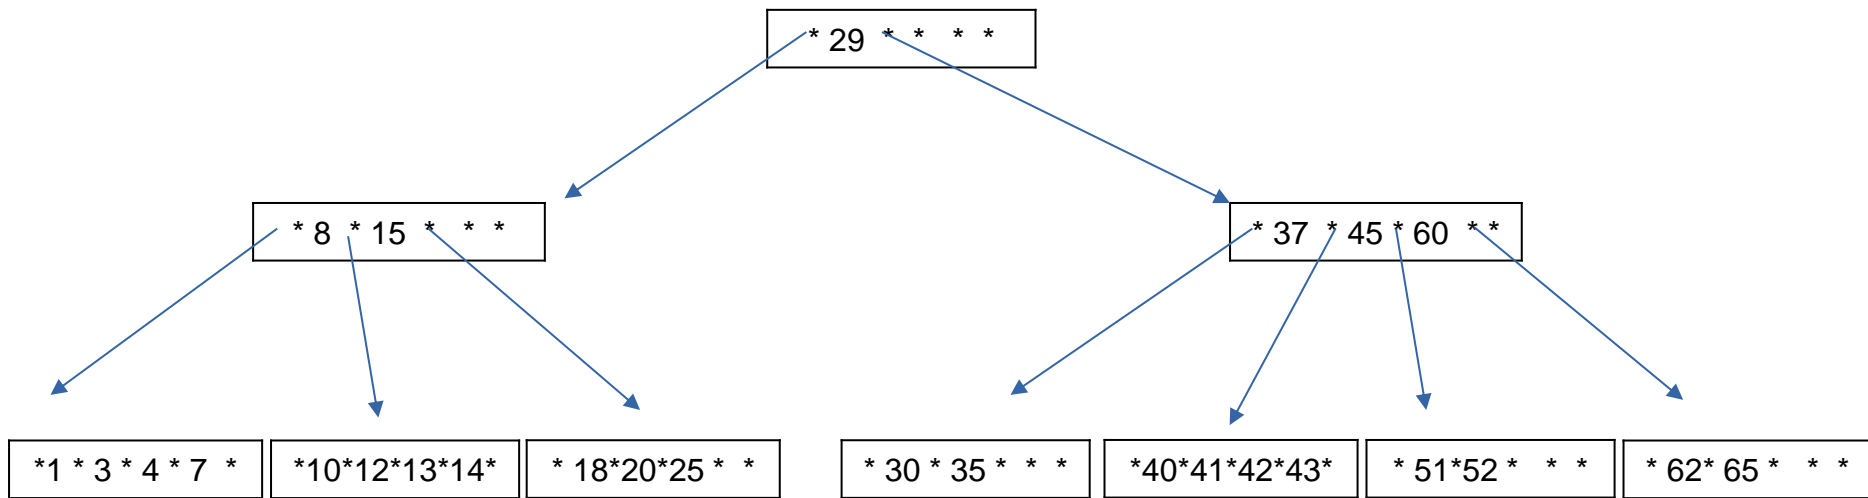 * 29 * * * *
* 8 * 15 * * *
* 37 * 45 * 60 * *
*1 * 3 * 4 * 7 *
*10*12*13*14*
* 18*20*25 * *
* 30 * 35 * * *
*40*41*42*43*
* 51*52 * * *
* 62* 65 * * *